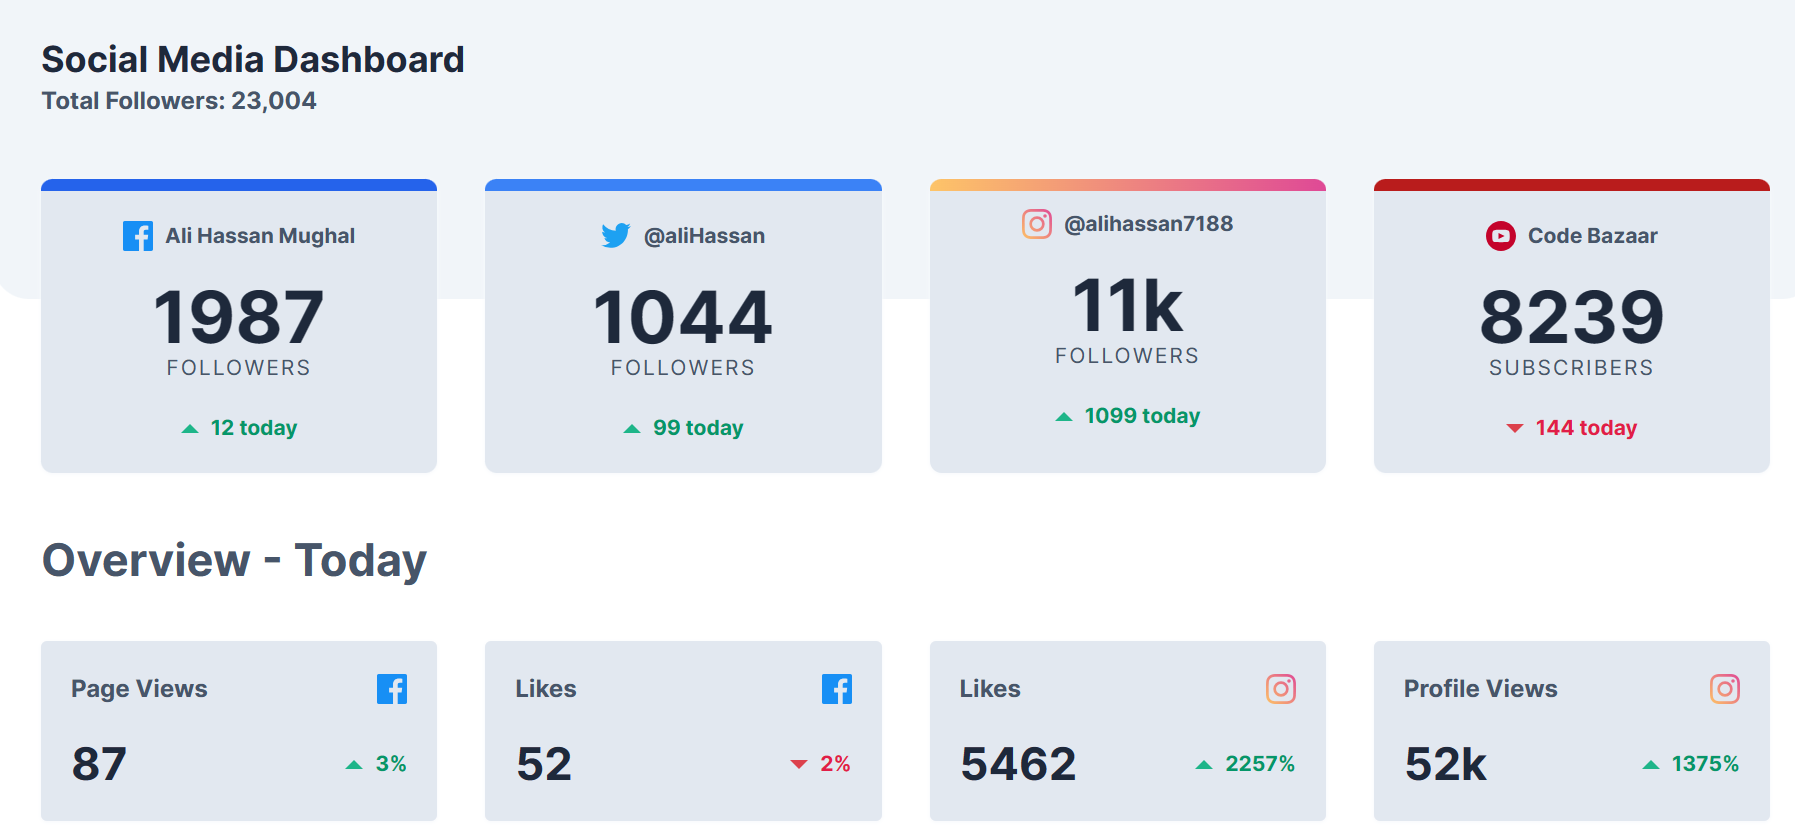 Social Media Dashboard
Total Followers: 23,004
Ali Hassan Mughal
1987
FOLLOWERS
12 today
@aliHassan
1044
FOLLOWERS
99 today
@alihassan7188
11k
FOLLOWERS
1099 today
Code Bazaar
8239
SUBSCRIBERS
144 today
Overview - Today
Page Views
87
3%
Likes
52
2%
Likes
5462
2257%
Profile Views
52k
1375%